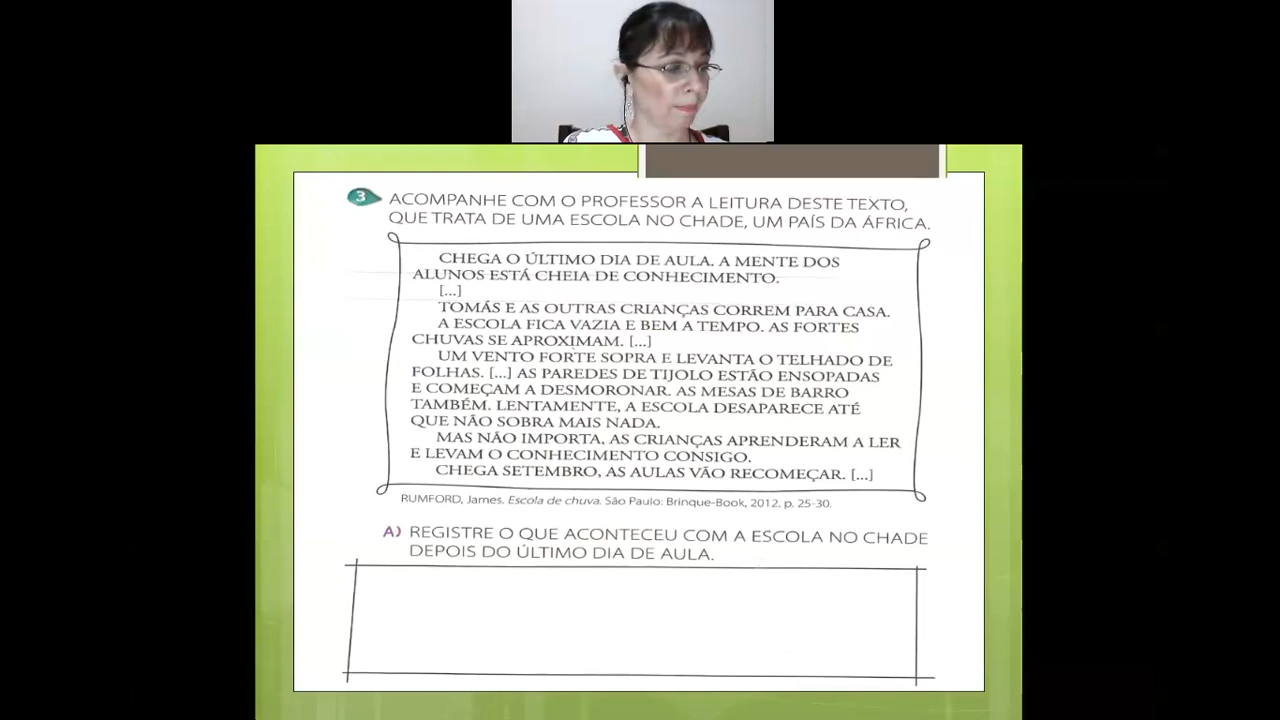 3
ACOMPANHE COM O PROFESSOR A LEITURA DESTE TEXTO,
QUE TRATA DE UMA ESCOLA NO CHADE, UM PAÍS DA ÁFRICA.
CHEGA O ÚLTIMO DIA DE AULA. A MENTE DOS
ALUNOS ESTÁ CHEIA DE CONHECIMENTO.
[...]
TOMÁS E AS OUTRAS CRIANÇAS CORREM PARA CASA.
A ESCOLA FICA VAZIA E BEM A TEMPO. AS FORTES
CHUVAS SE APROXIMAM. [...]
UM VENTO FORTE SOPRA E LEVANTA O TELHADO DE
FOLHAS. [...] AS PAREDES DE TIJOLO ESTÃO ENSOPADAS
E COMEÇAM A DESMORONAR. AS MESAS DE BARRO
TAMBÉM. LENTAMENTE, A ESCOLA DESAPARECE ATÉ
QUE NÃO SOBRA MAIS NADA.
MAS NÃO IMPORTA, AS CRIANÇAS APRENDERAM A LER
E LEVAM O CONHECIMENTO CONSIGO.
CHEGA SETEMBRO, AS AULAS VÃO RECOMEÇAR. [...]
RUMFORD, James. Escola de chuva. São Paulo: Brinque-Book, 2012. p. 25-30.
A) REGISTRE O QUE ACONTECEU COM A ESCOLA NO CHADE
DEPOIS DO ÚLTIMO DIA DE AULA.